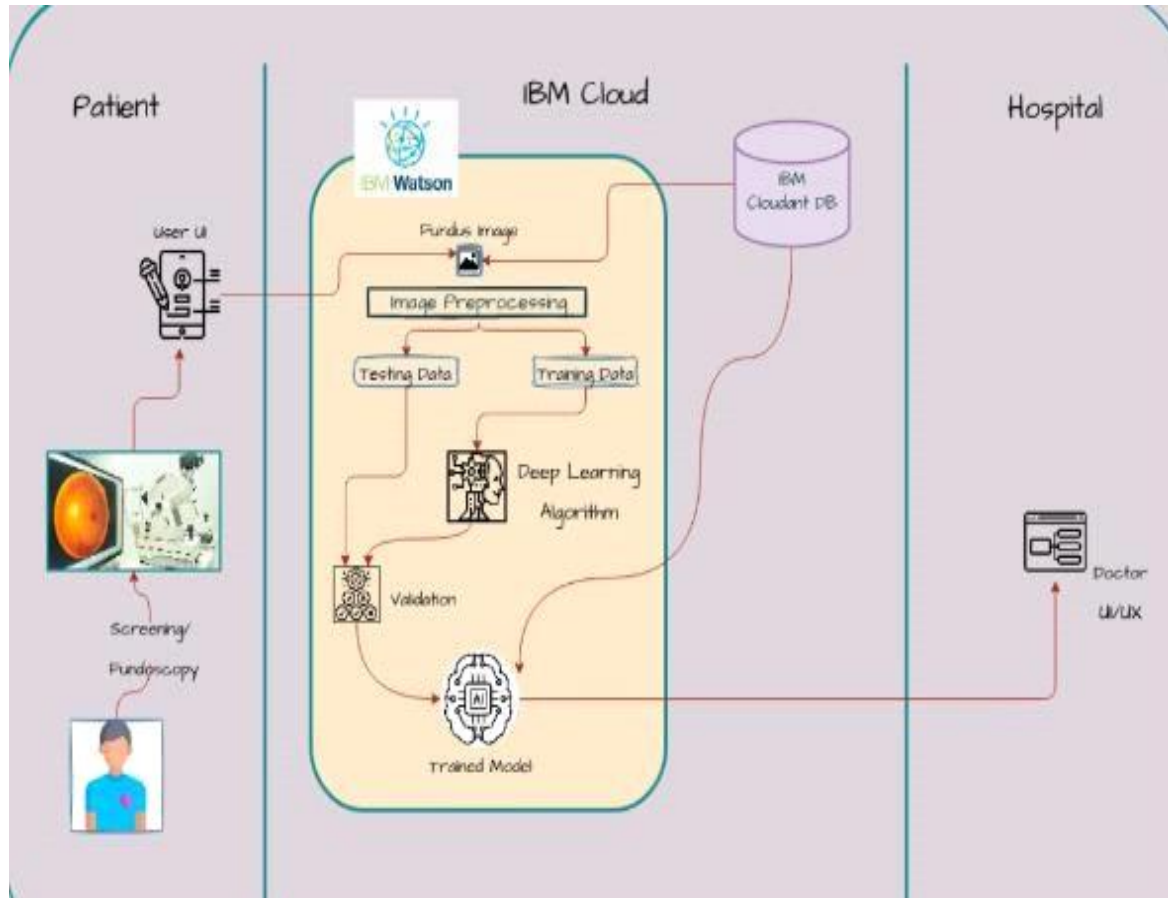 Patient
IBM Cloud
Hospital
IBM Watson
IBM
Cloudant DB
User UI
Fundus Image
Image Preprocessing
Testing Data
Training Data
Deep Learning
Algorithm
Validation
Doctor
UI/UX
Screening/
Fundoscopy
AI
Trained Model